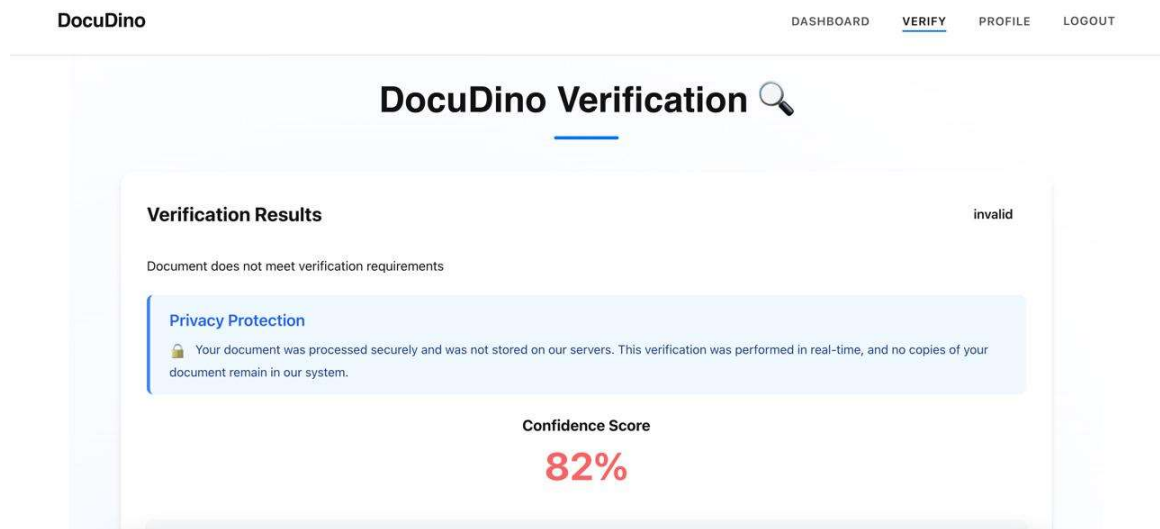 DocuDino
DASHBOARD VERIFY PROFILE LOGOUT
DocuDino Verification
Verification Results
invalid
Document does not meet verification requirements
Privacy Protection
Your document was processed securely and was not stored on our servers. This verification was performed in real-time, and no copies of your
document remain in our system.
Confidence Score
82%